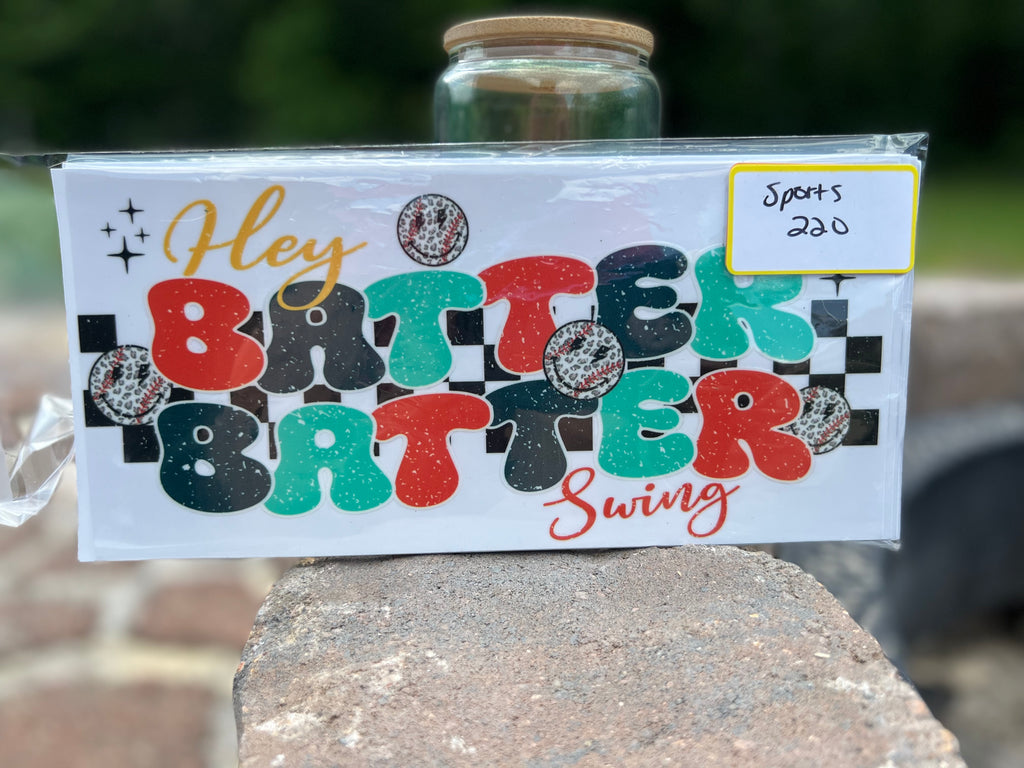 Hey
BATTER
BATTER
Swing
Sports
220